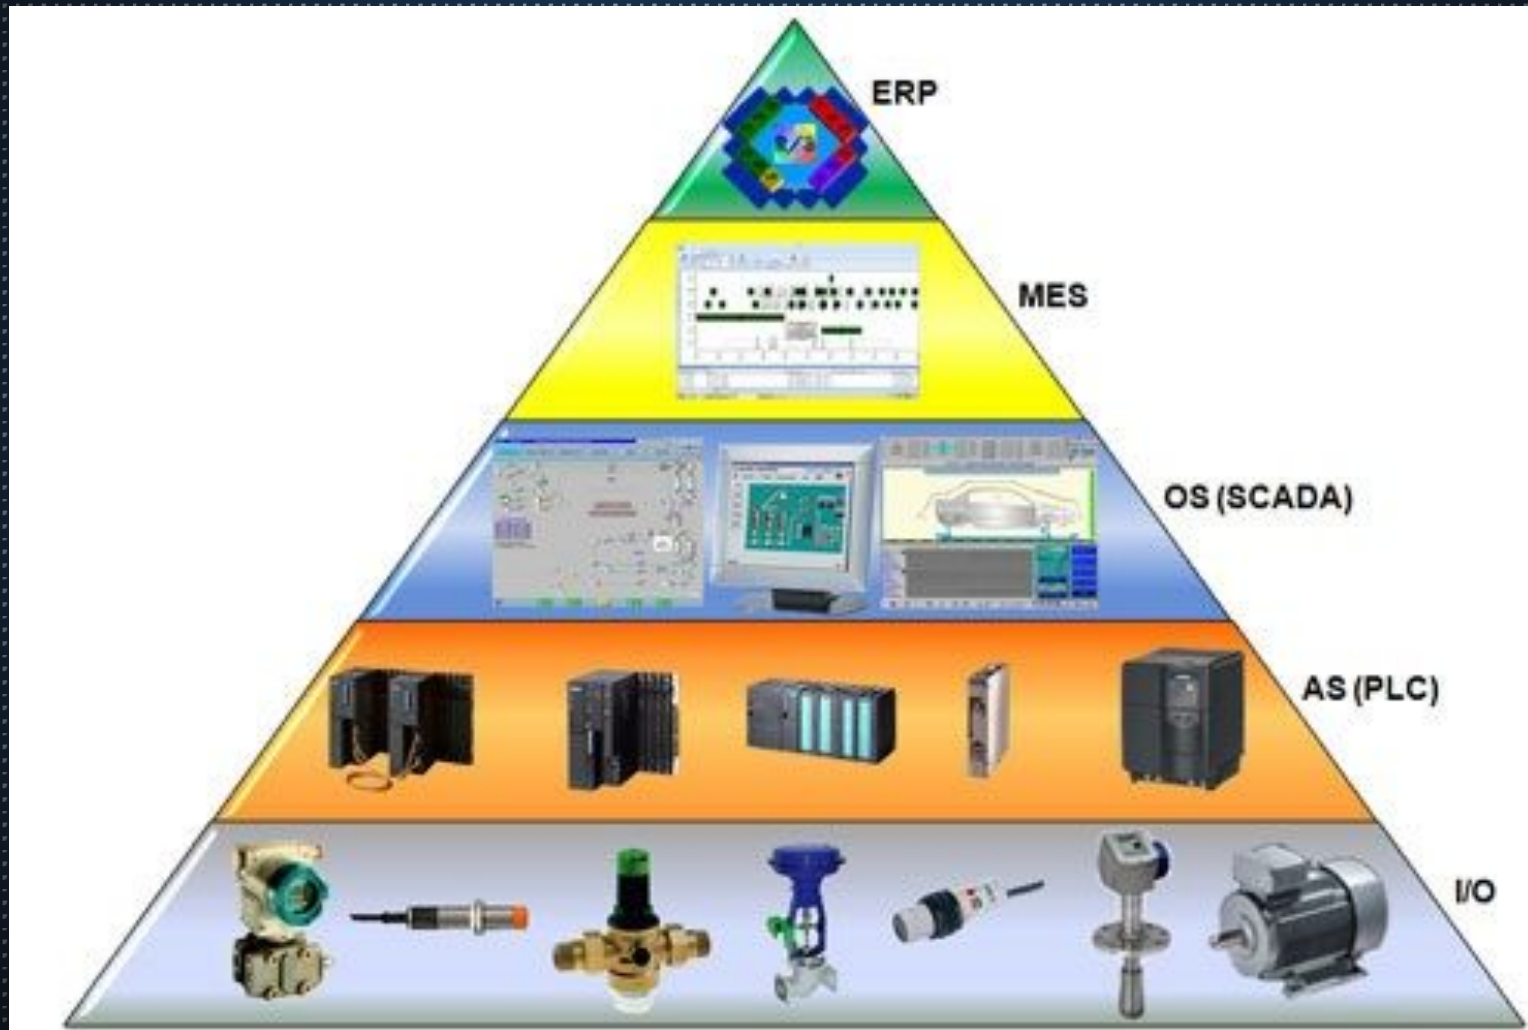 ERP
MES
OS (SCADA)
AS (PLC)
I/O